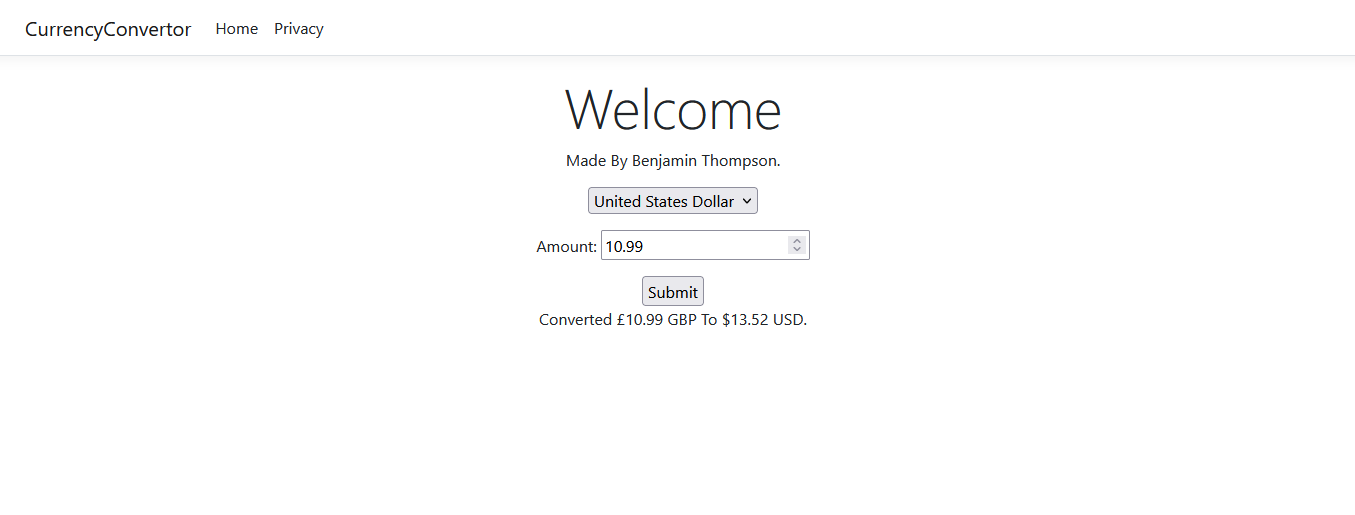 CurrencyConvertor Home Privacy
Welcome
Made By Benjamin Thompson.
United States Dollar
Amount: 10.99
Submit
Converted £10.99 GBP To $13.52 USD.